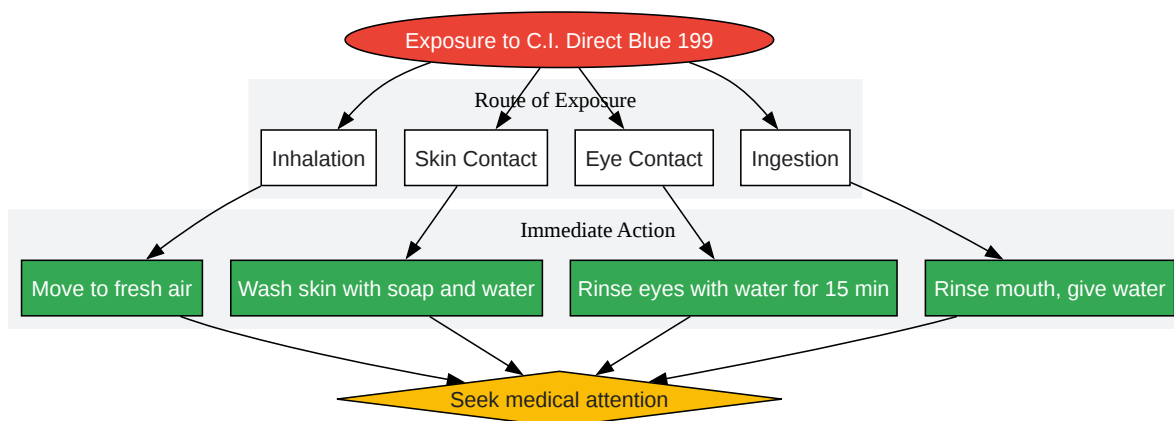 Exposure to C.I. Direct Blue 199
Route of Exposure
Inhalation
Skin Contact
Eye Contact
Ingestion
Immediate Action
Move to fresh air
Wash skin with soap and water
Rinse eyes with water for 15 min
Rinse mouth, give water
Seek medical attention